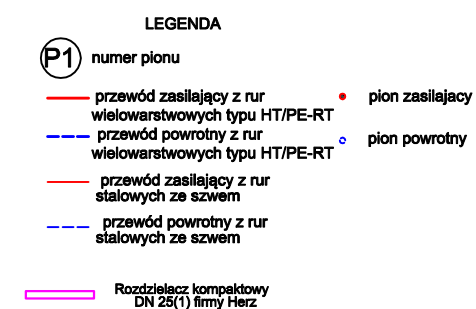 LEGENDA
P1 numer pionu
przewód zasilający z rur
wielowarstwowych typu HT/PE-RT
przewód powrotny z rur
wielowarstwowych typu HT/PE-RT
przewód zasilający z rur
stalowych ze szwem
przewód powrotny z rur
stalowych ze szwem
Rozdzielacz kompaktowy
DN 25(1) firmy Herz
pion zasilajacy
pion powrotny